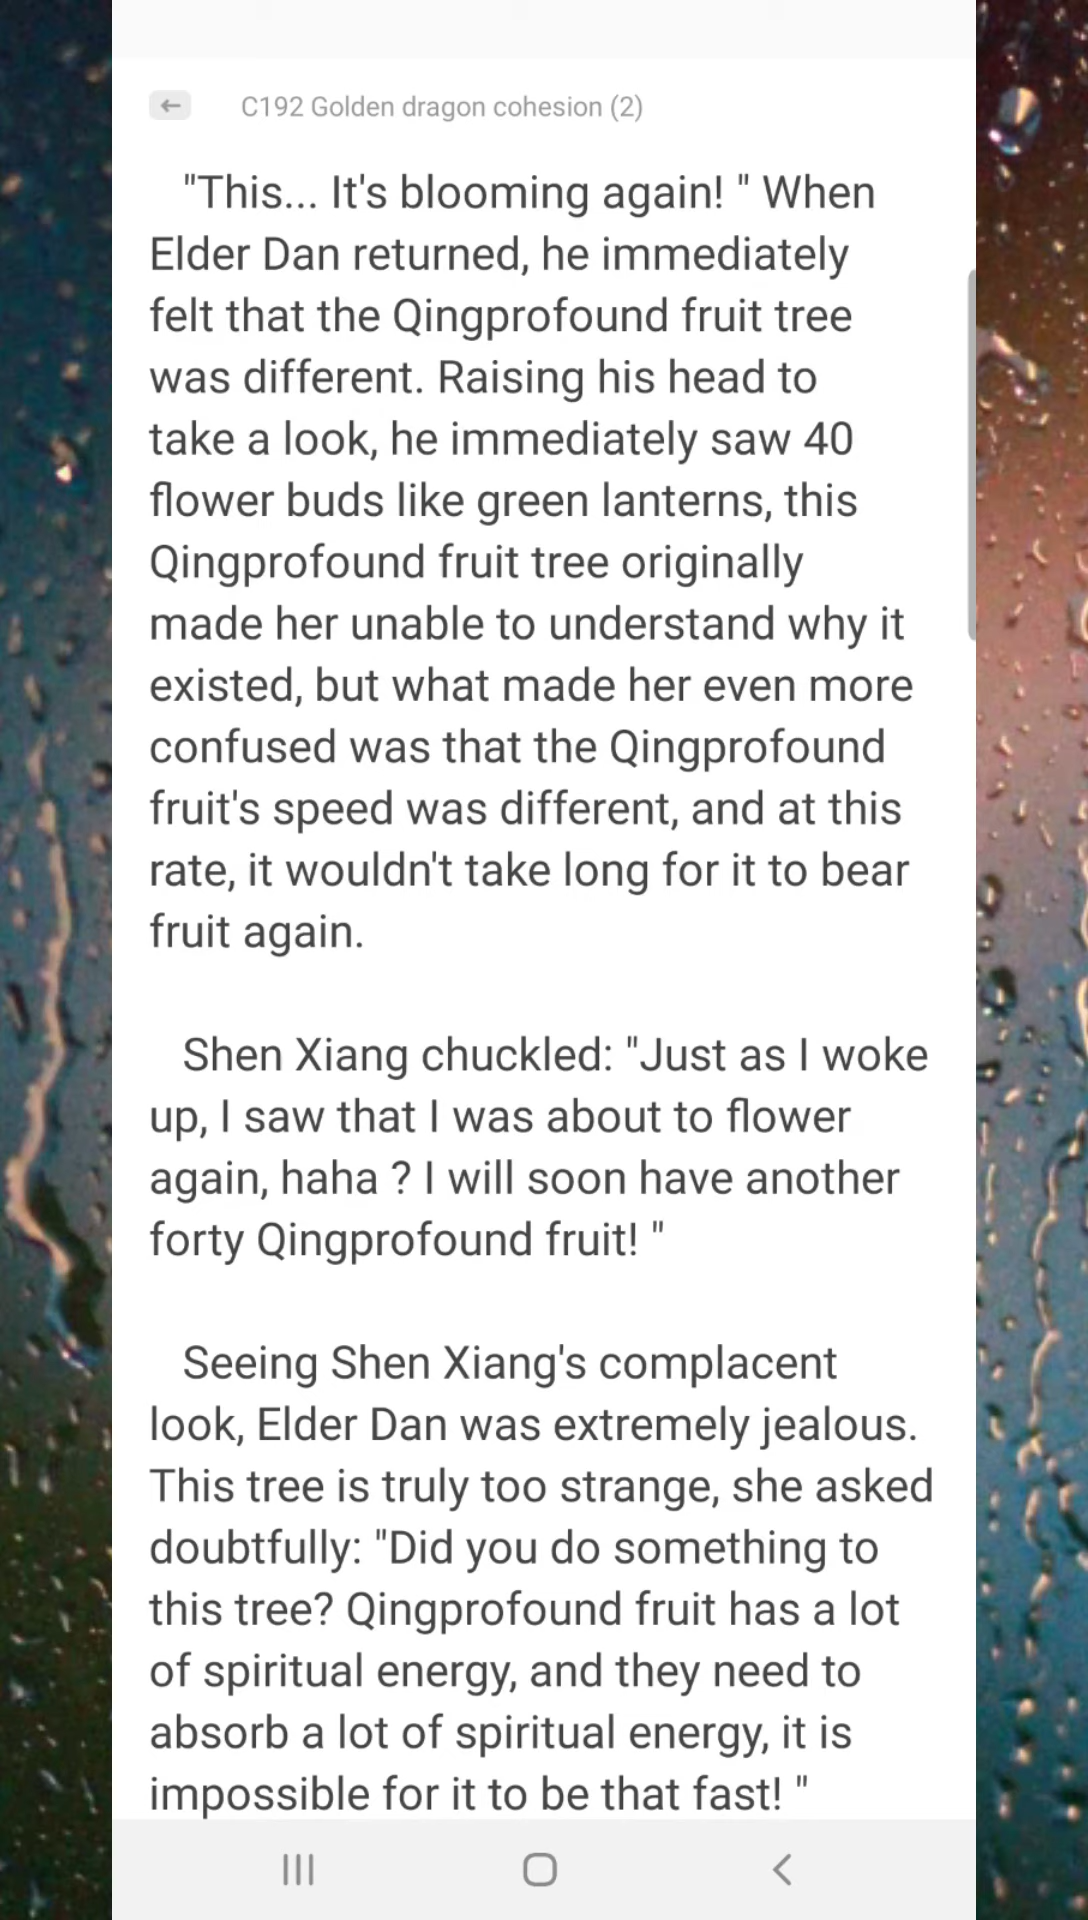 C192 Golden dragon cohesion (2)
"This... It's blooming again! " When
Elder Dan returned, he immediately
felt that the Qingprofound fruit tree
was different. Raising his head to
take a look, he immediately saw 40
flower buds like green lanterns, this
Qingprofound fruit tree originally
made her unable to understand why it
existed, but what made her even more
confused was that the Qingprofound
fruit's speed was different, and at this
rate, it wouldn't take long for it to bear
fruit again.
Shen Xiang chuckled: "Just as I woke
up, I saw that I was about to flower
again, haha ? I will soon have another
forty Qingprofound fruit! "
Seeing Shen Xiang's complacent
look, Elder Dan was extremely jealous.
This tree is truly too strange, she asked
doubtfully: "Did you do something to
this tree? Qingprofound fruit has a lot
of spiritual energy, and they need to
absorb a lot of spiritual energy, it is
impossible for it to be that fast! "